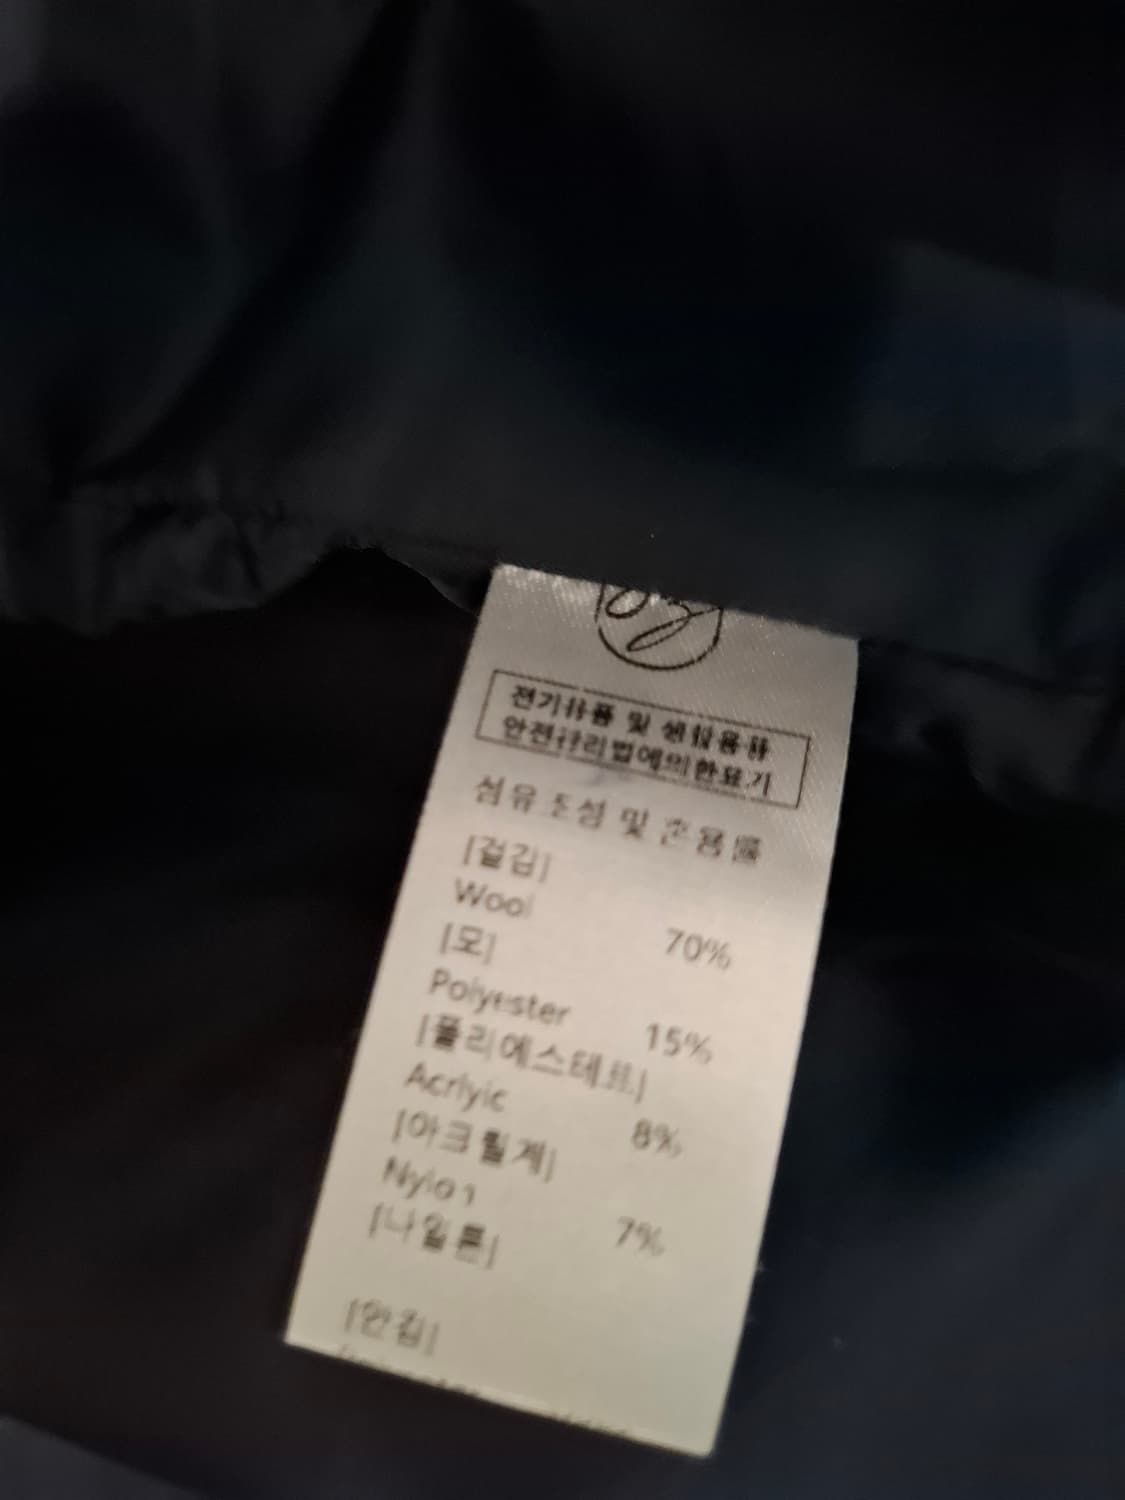 전기용품 및 생활용품
안전관리법에의한표기
섬유 조성 및 혼용률
[겉감]
Wool 70%
[모]
Polyester 15%
[폴리에스테르]
Acrlyic 8%
[아크릴계]
Nylon 7%
[나일론]
[안감]